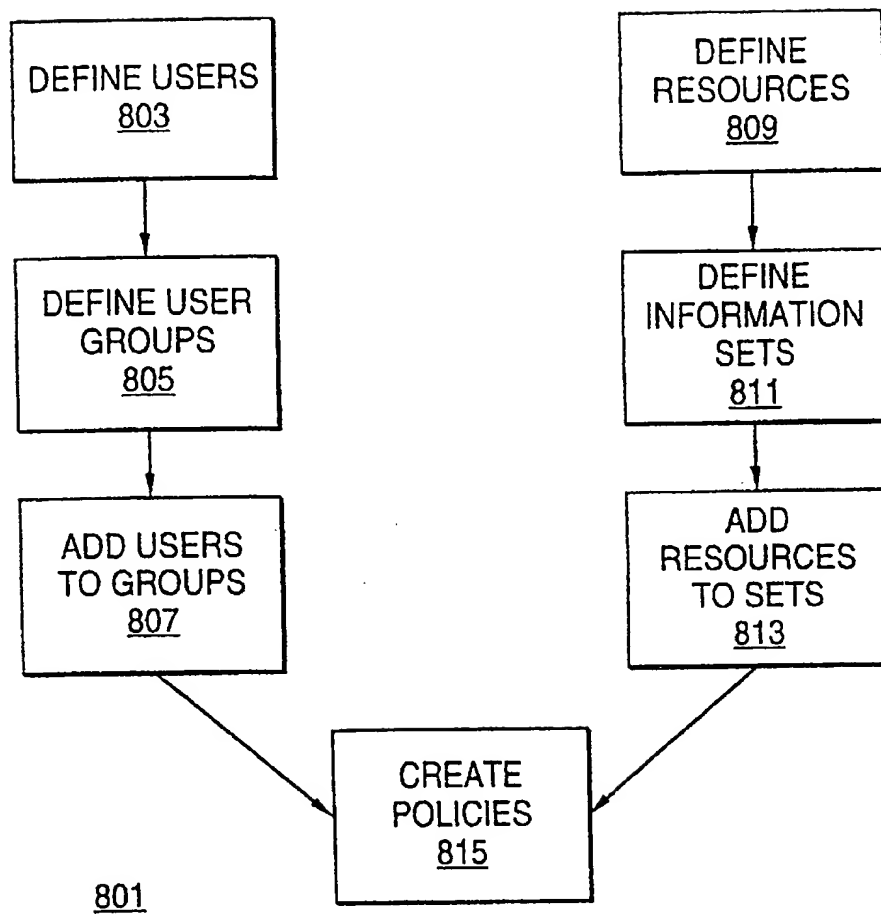 DEFINE USERS
803
DEFINE USER
GROUPS
805
ADD USERS
TO GROUPS
807
DEFINE
RESOURCES
809
DEFINE
INFORMATION
SETS
811
ADD
RESOURCES
TO SETS
813
CREATE
POLICIES
815
801